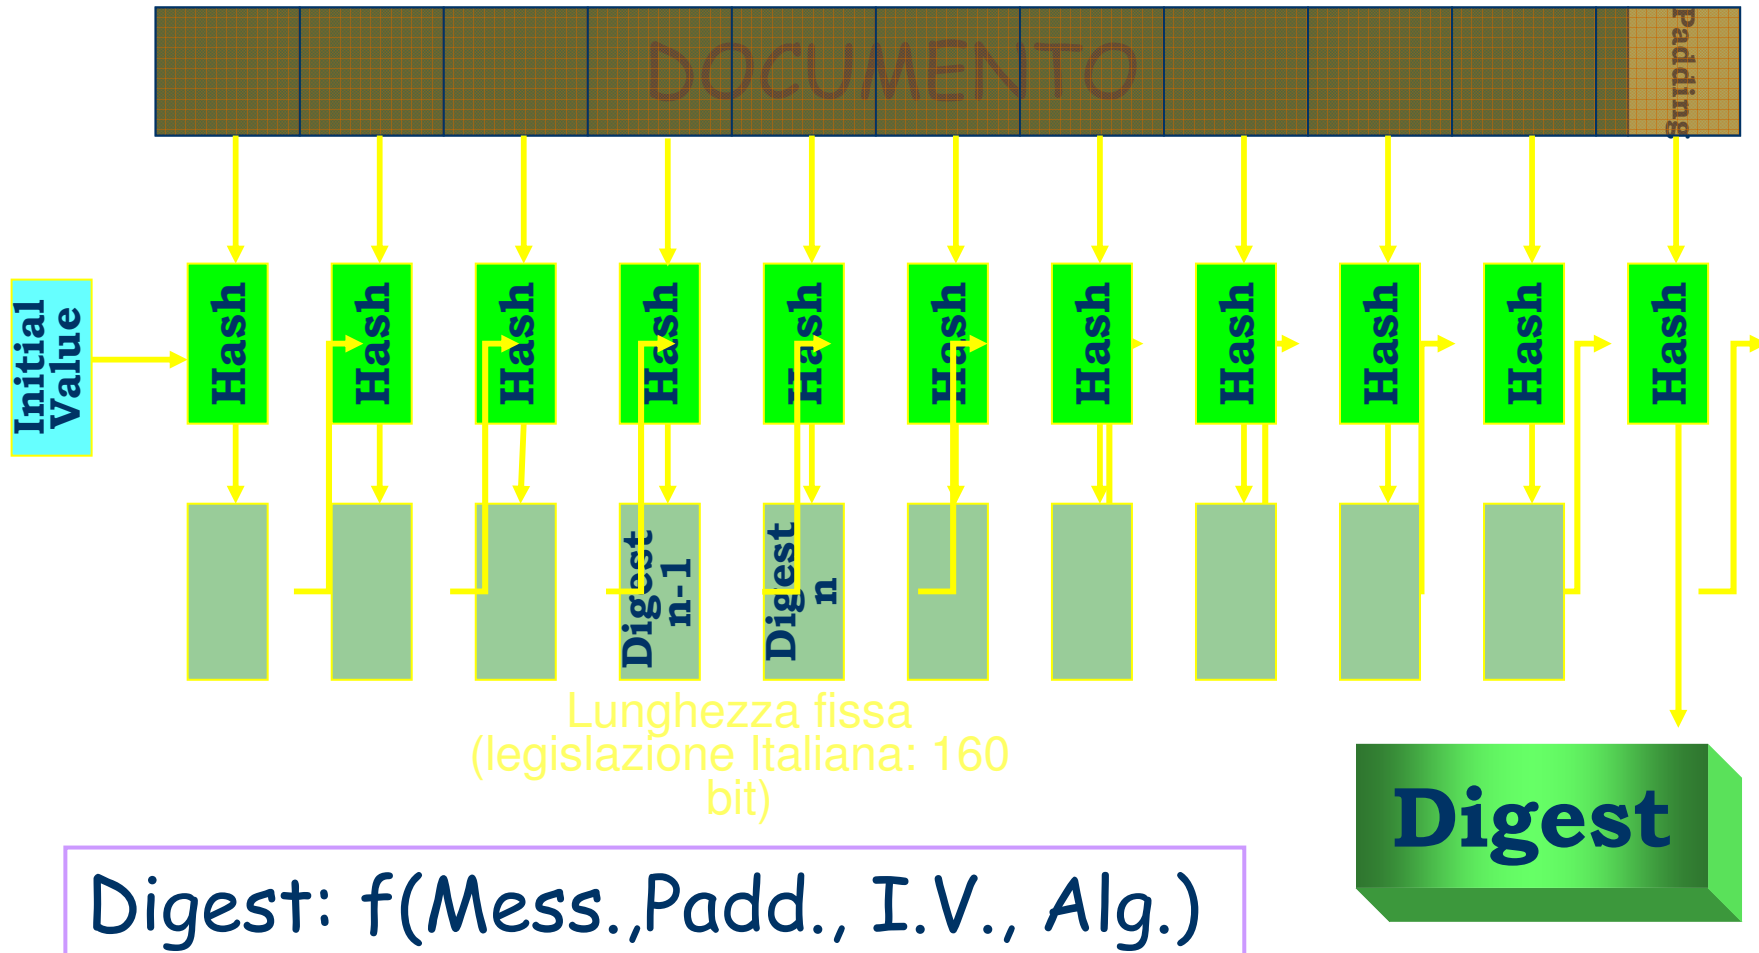 DOCUMENTO
Padding
Initial
Value
Hash
Hash
Hash
Hash
Hash
Hash
Hash
Hash
Hash
Hash
Hash
Digest
n-1
Digest
n
Lunghezza fissa
(legislazione Italiana: 160
bit)
Digest
Digest: f(Mess.,Padd., I.V., Alg.)